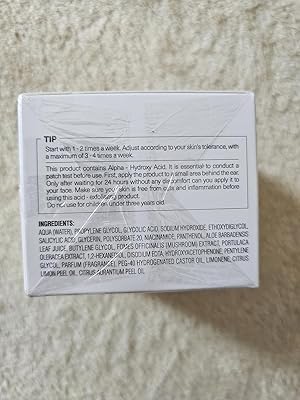 TIP
Start with 1 - 2 times a week. Adjust according to your skin's tolerance, with
a maximum of 3 - 4 times a week.
This product contains Alpha - Hydroxy Acid. It is essential to conduct a
patch test before use. First, apply the product to a small area behind the ear.
Only after waiting for 24 hours without any discomfort can you apply it to
your face. Make sure your skin is free from cuts and inflammation before
using this acid - exfoliating product.
Do not use for children under three years old.
INGREDIENTS:
AQUA (WATER), PROPYLENE GLYCOL, GLYCOLIC ACID, SODIUM HYDROXIDE, ETHOXYDIGLYCOL,
SALICYLIC ACID, GLYCERIN, POLYSORBATE 20, NIACINAMIDE, PANTHENOL, ALOE BARBADENSIS
LEAF JUICE, BUTYLENE GLYCOL, FOMES OFFICINALIS (MUSHROOM) EXTRACT, PORTULACA
OLERACEA EXTRACT, 1,2-HEXANEDIOL, DISODIUM EDTA, HYDROXYACETOPHENONE, PENTYLENE
GLYCOL, PARFUM (FRAGRANCE), PEG-40 HYDROGENATED CASTOR OIL, LIMONENE, CITRUS
LIMON PEEL OIL, CITRUS AURANTIUM PEEL OIL